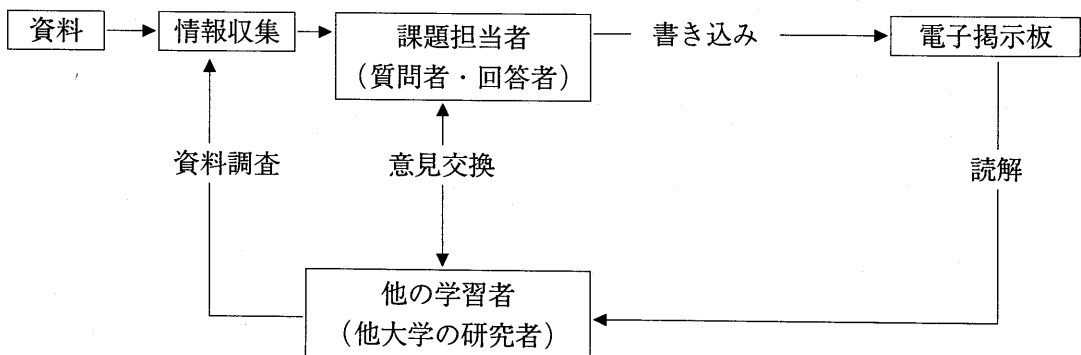 資料
情報収集
課題担当者
(質問者・回答者)
書き込み
電子掲示板
資料調査
意見交換
読解
他の学習者
(他大学の研究者)